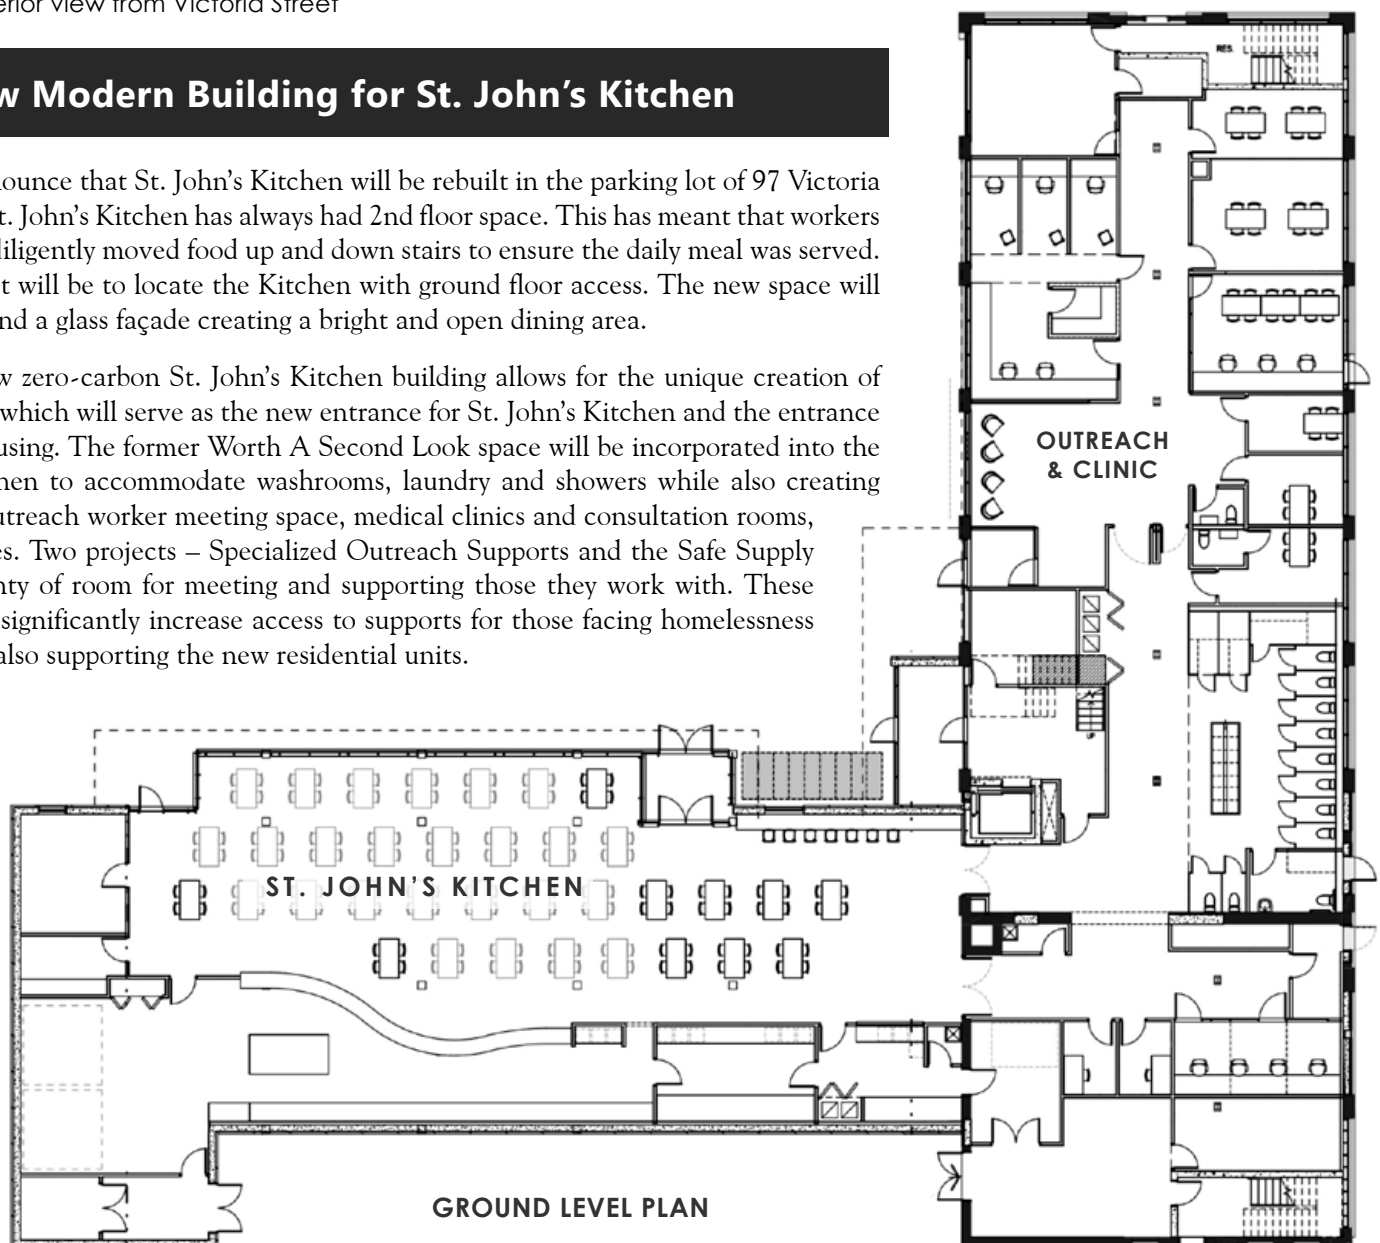 erior view from Victoria Street
w Modern Building for St. John’s Kitchen
ounce that St. John’s Kitchen will be rebuilt in the parking lot of 97 Victoria
t. John’s Kitchen has always had 2nd floor space. This has meant that workers
diligently moved food up and down stairs to ensure the daily meal was served.
t will be to locate the Kitchen with ground floor access. The new space will
nd a glass façade creating a bright and open dining area.
w zero-carbon St. John’s Kitchen building allows for the unique creation of
which will serve as the new entrance for St. John’s Kitchen and the entrance
using. The former Worth A Second Look space will be incorporated into the
hen to accommodate washrooms, laundry and showers while also creating
utreach worker meeting space, medical clinics and consultation rooms,
es. Two projects – Specialized Outreach Supports and the Safe Supply
nty of room for meeting and supporting those they work with. These
significantly increase access to supports for those facing homelessness
also supporting the new residential units.
RES.
OUTREACH
& CLINIC
UP
ST. JOHN’S KITCHEN
GROUND LEVEL PLAN